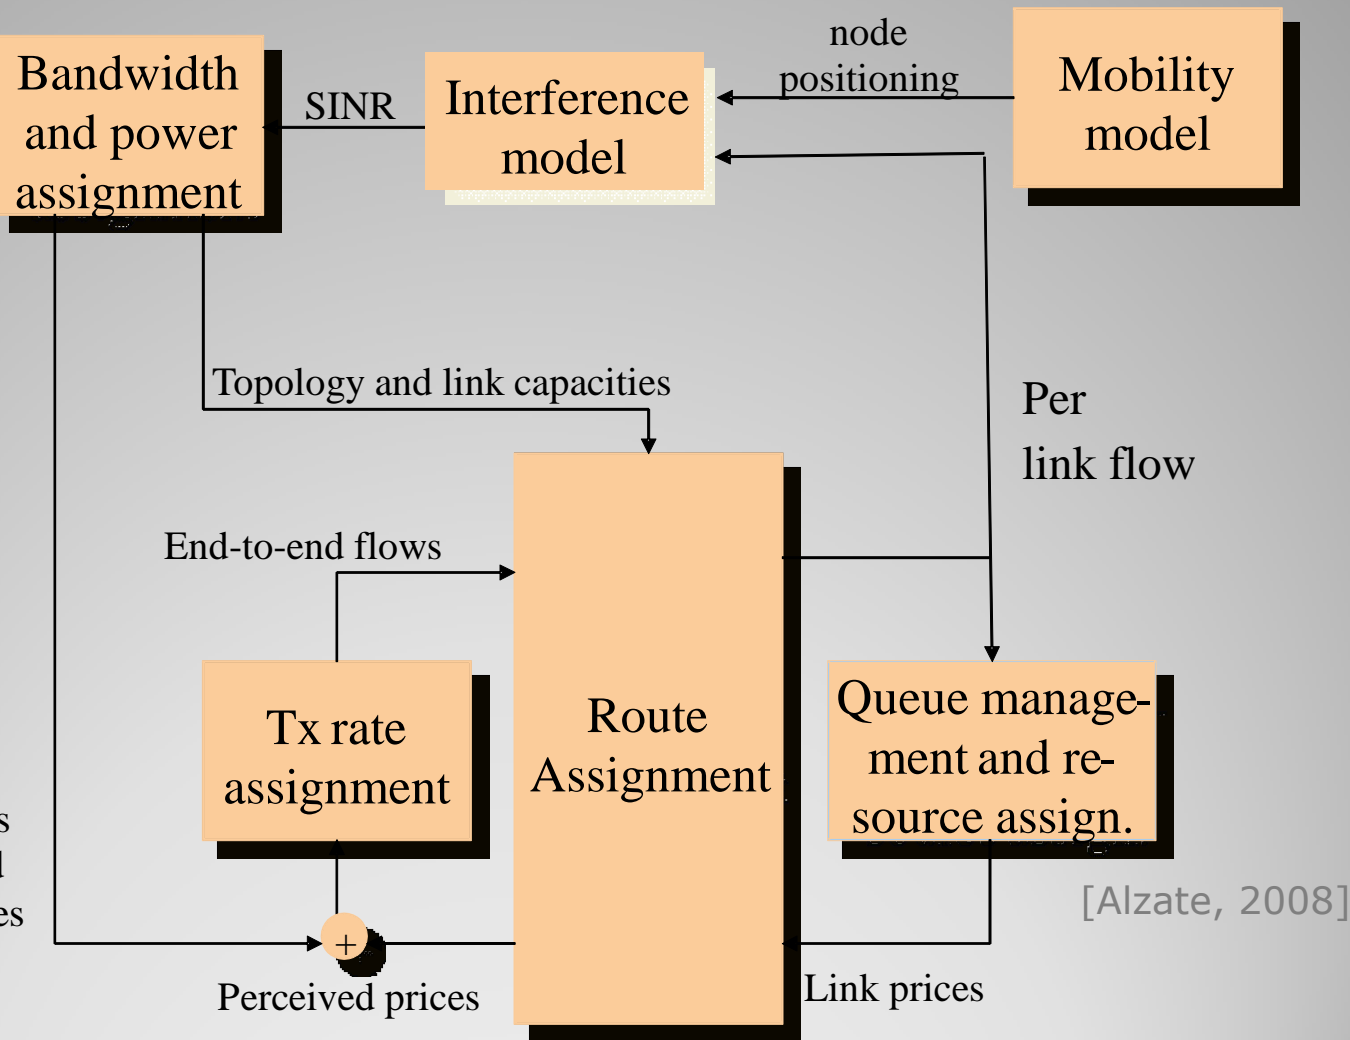 Bandwidth
and power
assignment
SINR
Interference
model
node
positioning
Mobility
model
Topology and link capacities
Per
link flow
End-to-end flows
Tx rate
assignment
Route
Assignment
Queue manage-
ment and re-
source assign.
[Alzate, 2008]
+
Perceived prices
Link prices